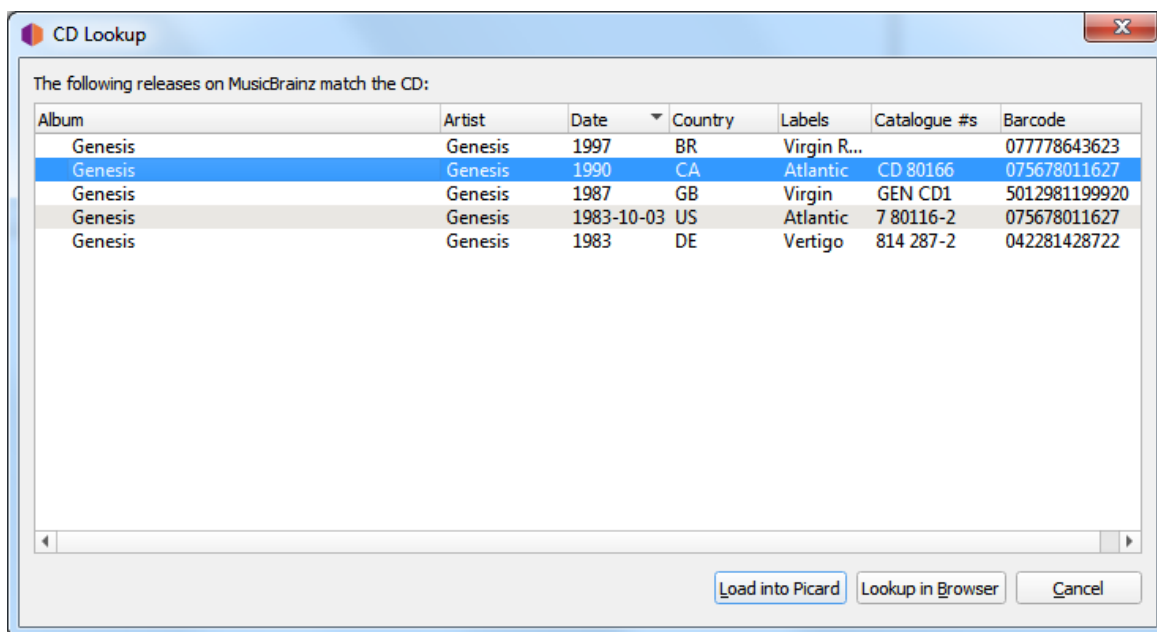 CD Lookup
The following releases on MusicBrainz match the CD:
Album Artist Date Country Labels Catalogue #s Barcode
Genesis Genesis 1997 BR Virgin R... 077778643623
Genesis Genesis 1990 CA Atlantic CD 80166 075678011627
Genesis Genesis 1987 GB Virgin GEN CD1 5012981199920
Genesis Genesis 1983-10-03 US Atlantic 7 80116-2 075678011627
Genesis Genesis 1983 DE Vertigo 814 287-2 042281428722
Load into Picard Lookup in Browser Cancel